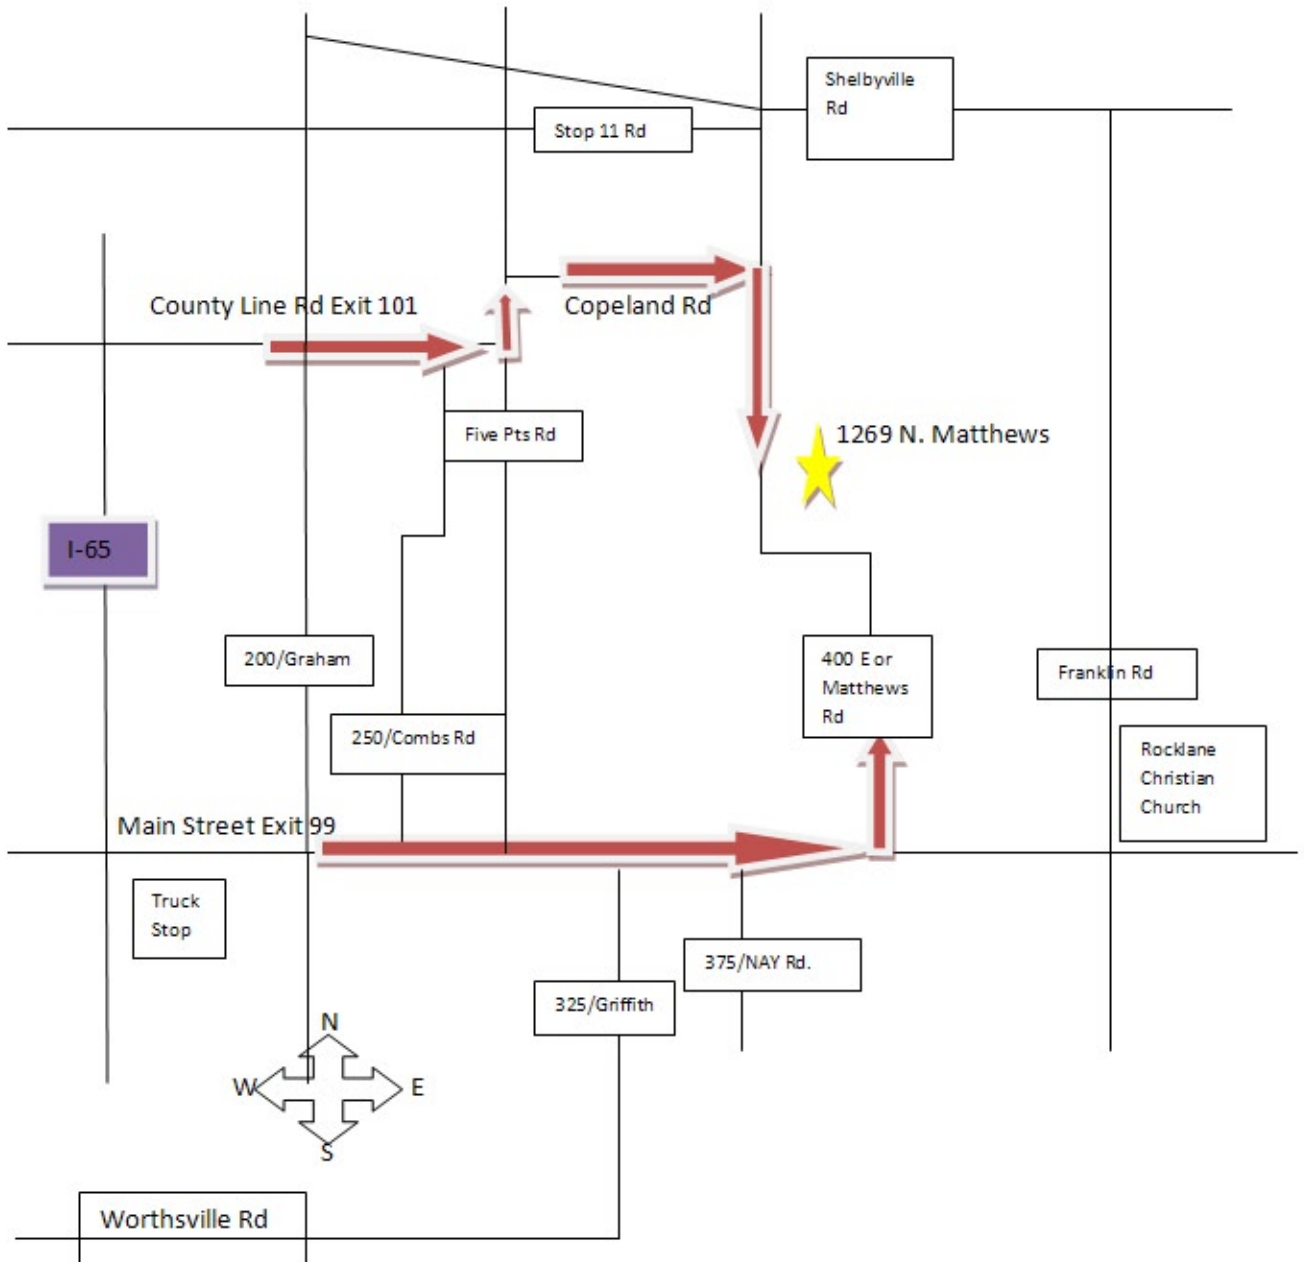 Shelbyville
Rd
Stop 11 Rd
County Line Rd Exit 101
Copeland Rd
Five Pts Rd
1269 N. Matthews
I-65
200/Graham
400 E or
Matthews
Rd
Franklin Rd
250/Combs Rd
Rocklane
Christian
Church
Main Street Exit 99
Truck
Stop
375/NAY Rd.
325/Griffith
N
W
E
S
Worthsville Rd